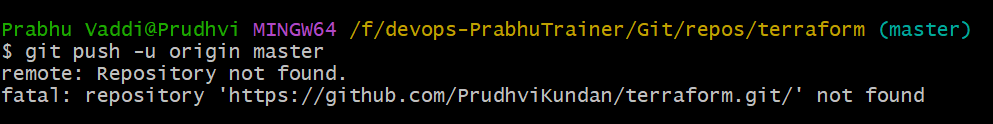 Prabhu Vaddi@Prudhvi MINGW64 /f/devops-PrabhuTrainer/Git/repos/terraform (master)
$ git push -u origin master
remote: Repository not found.
fatal: repository 'https://github.com/PrudhviKundan/terraform.git/' not found